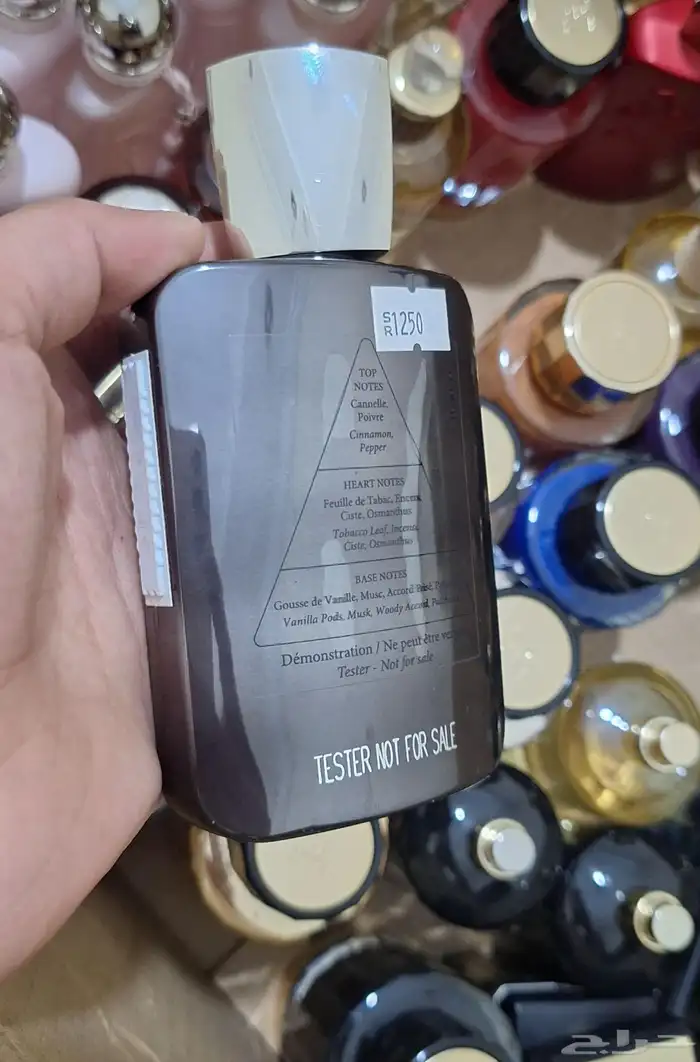 SR1250
TOP
NOTES
Cannelle,
Poivre
Cinnamon,
Pepper
HEART NOTES
Feuille de Tabac, Encens,
Ciste, Osmanthus
Tobacco Leaf, Incense,
Ciste, Osmanthus
BASE NOTES
Gousse de Vanille, Musc, Accord Boisé,
Vanilla Pods, Musk, Woody Accord,
Démonstration / Ne peut être
Tester - Not for sale
TESTER NOT FOR SALE
حراج